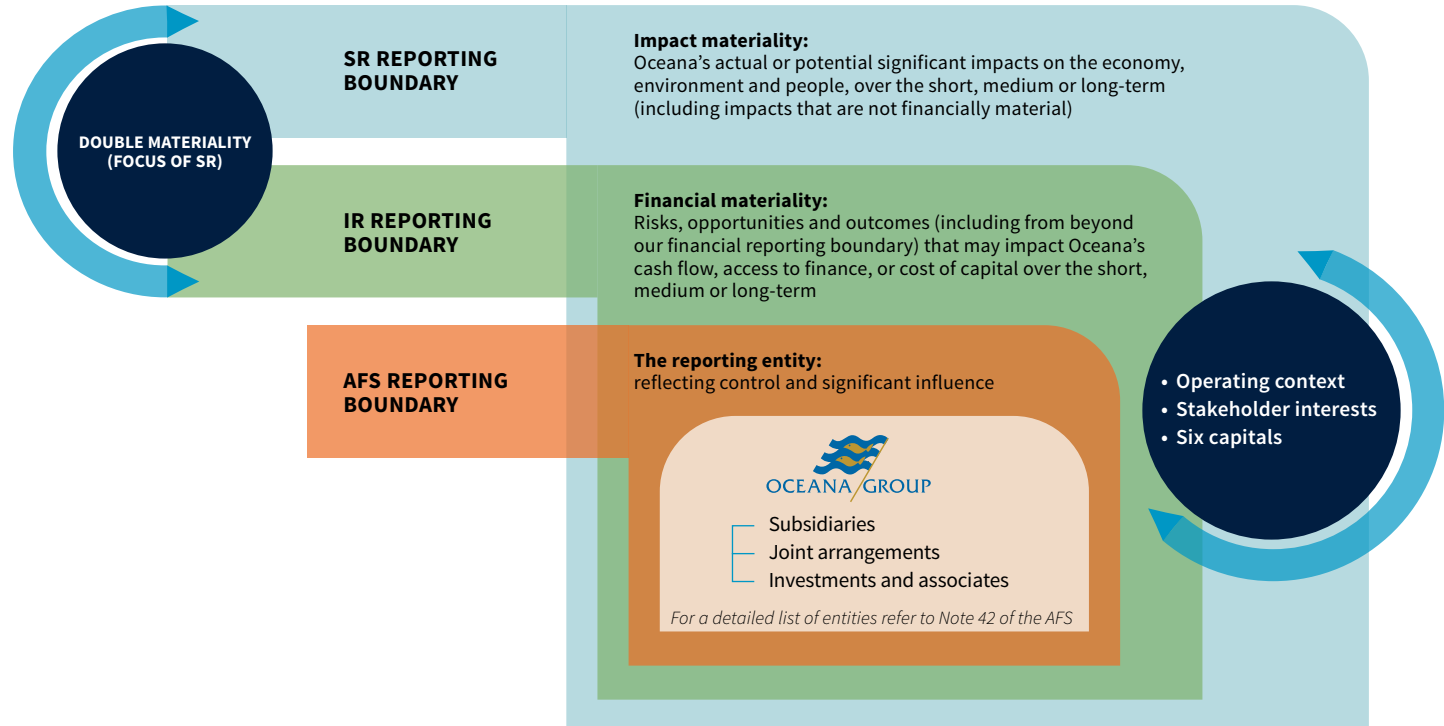 DOUBLE MATERIALITY
(FOCUS OF SR)
SR REPORTING
BOUNDARY
Impact materiality:
Oceana’s actual or potential significant impacts on the economy,
environment and people, over the short, medium or long-term
(including impacts that are not financially material)
IR REPORTING
BOUNDARY
Financial materiality:
Risks, opportunities and outcomes (including from beyond
our financial reporting boundary) that may impact Oceana’s
cash flow, access to finance, or cost of capital over the short,
medium or long-term
AFS REPORTING
BOUNDARY
The reporting entity:
reflecting control and significant influence
OCEANA GROUP
Subsidiaries
Joint arrangements
Investments and associates
For a detailed list of entities refer to Note 42 of the AFS
• Operating context
• Stakeholder interests
• Six capitals